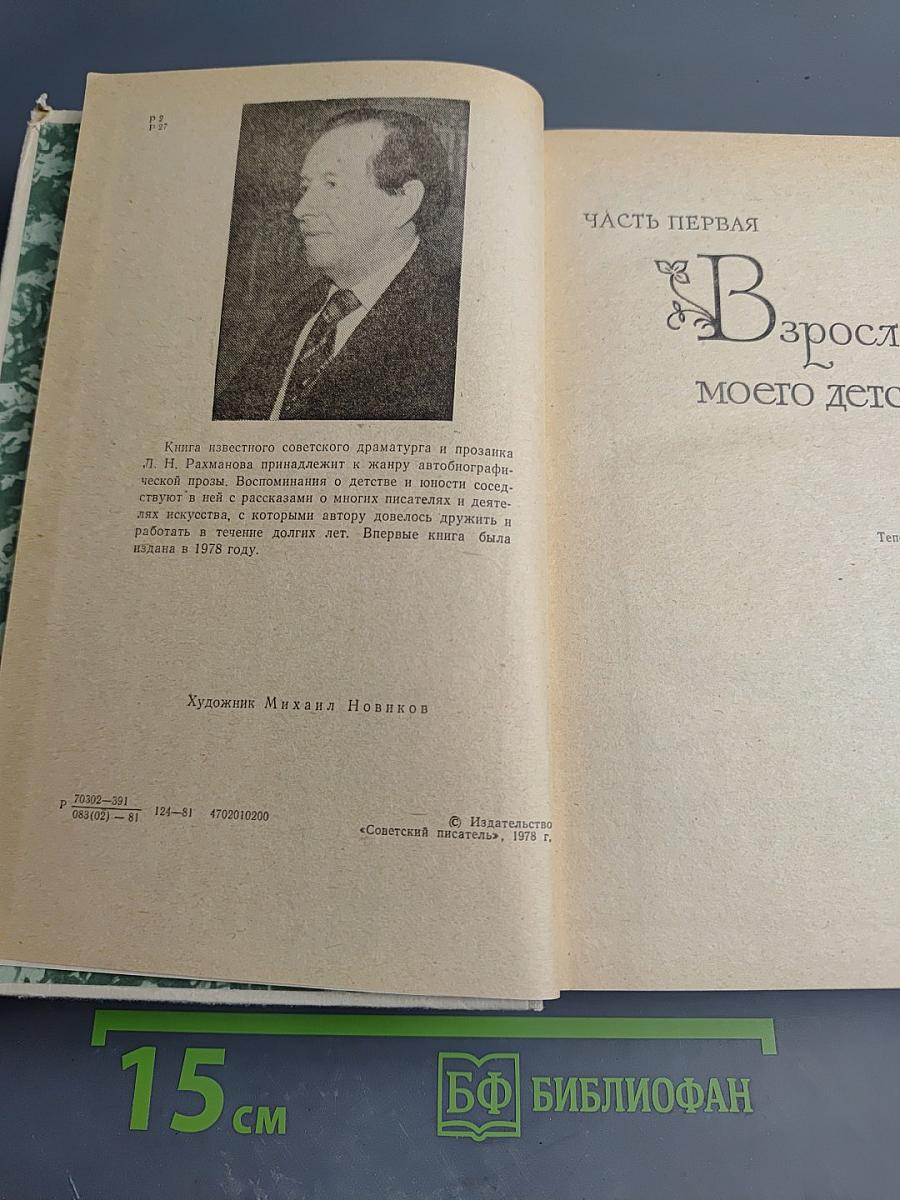 Р 2
Р 27
Книга известного советского драматурга и прозаика
Л. Н. Рахманова принадлежит к жанру автобиографи-
ческой прозы. Воспоминания о детстве и юности сосед-
ствуют в ней с рассказами о многих писателях и деяте-
лях искусства, с которыми автору довелось дружить и
работать в течение долгих лет. Впервые книга была
издана в 1978 году.
Художник Михаил Новиков
Р 70302—391
083(02) — 81 124—81 4702010200
© Издательство
«Советский писатель», 1978 г.
ЧАСТЬ ПЕРВАЯ
Взросл
моего детс
Теп
15 см
БФ БИБЛИОФАН